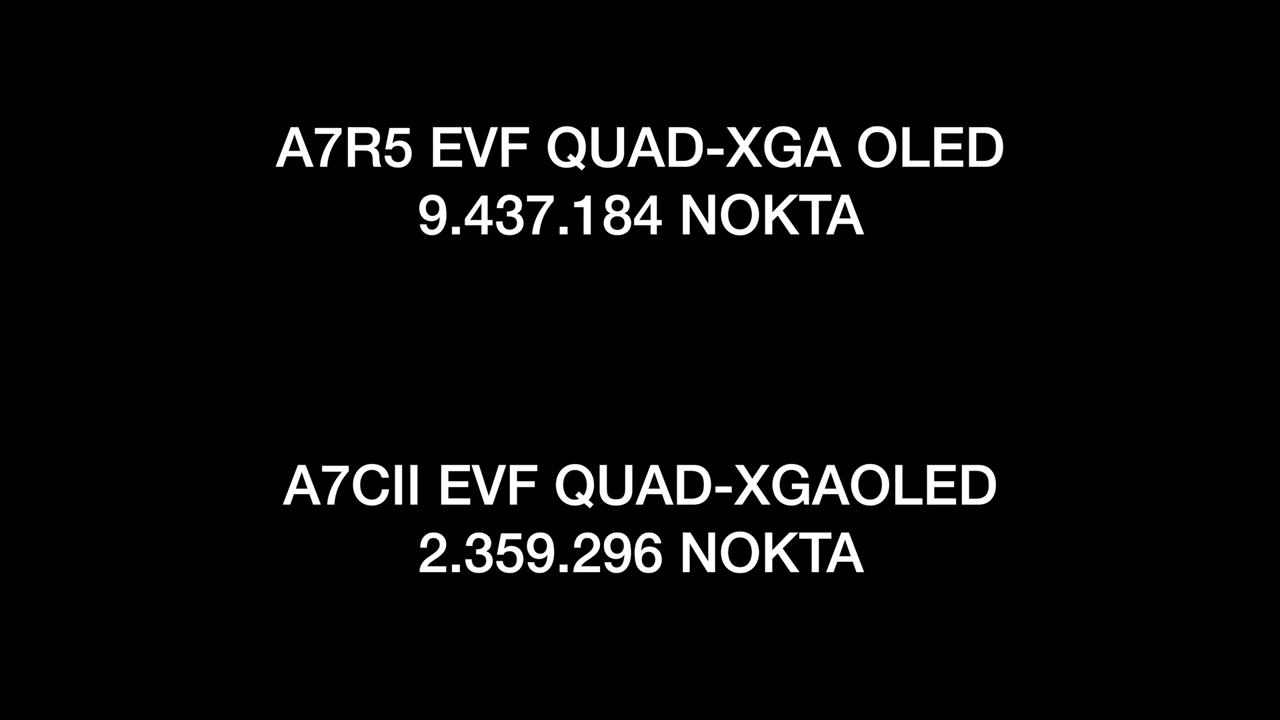 A7R5 EVF QUAD-XGA OLED
9.437.184 NOKTA
A7CII EVF QUAD-XGAOLED
2.359.296 NOKTA